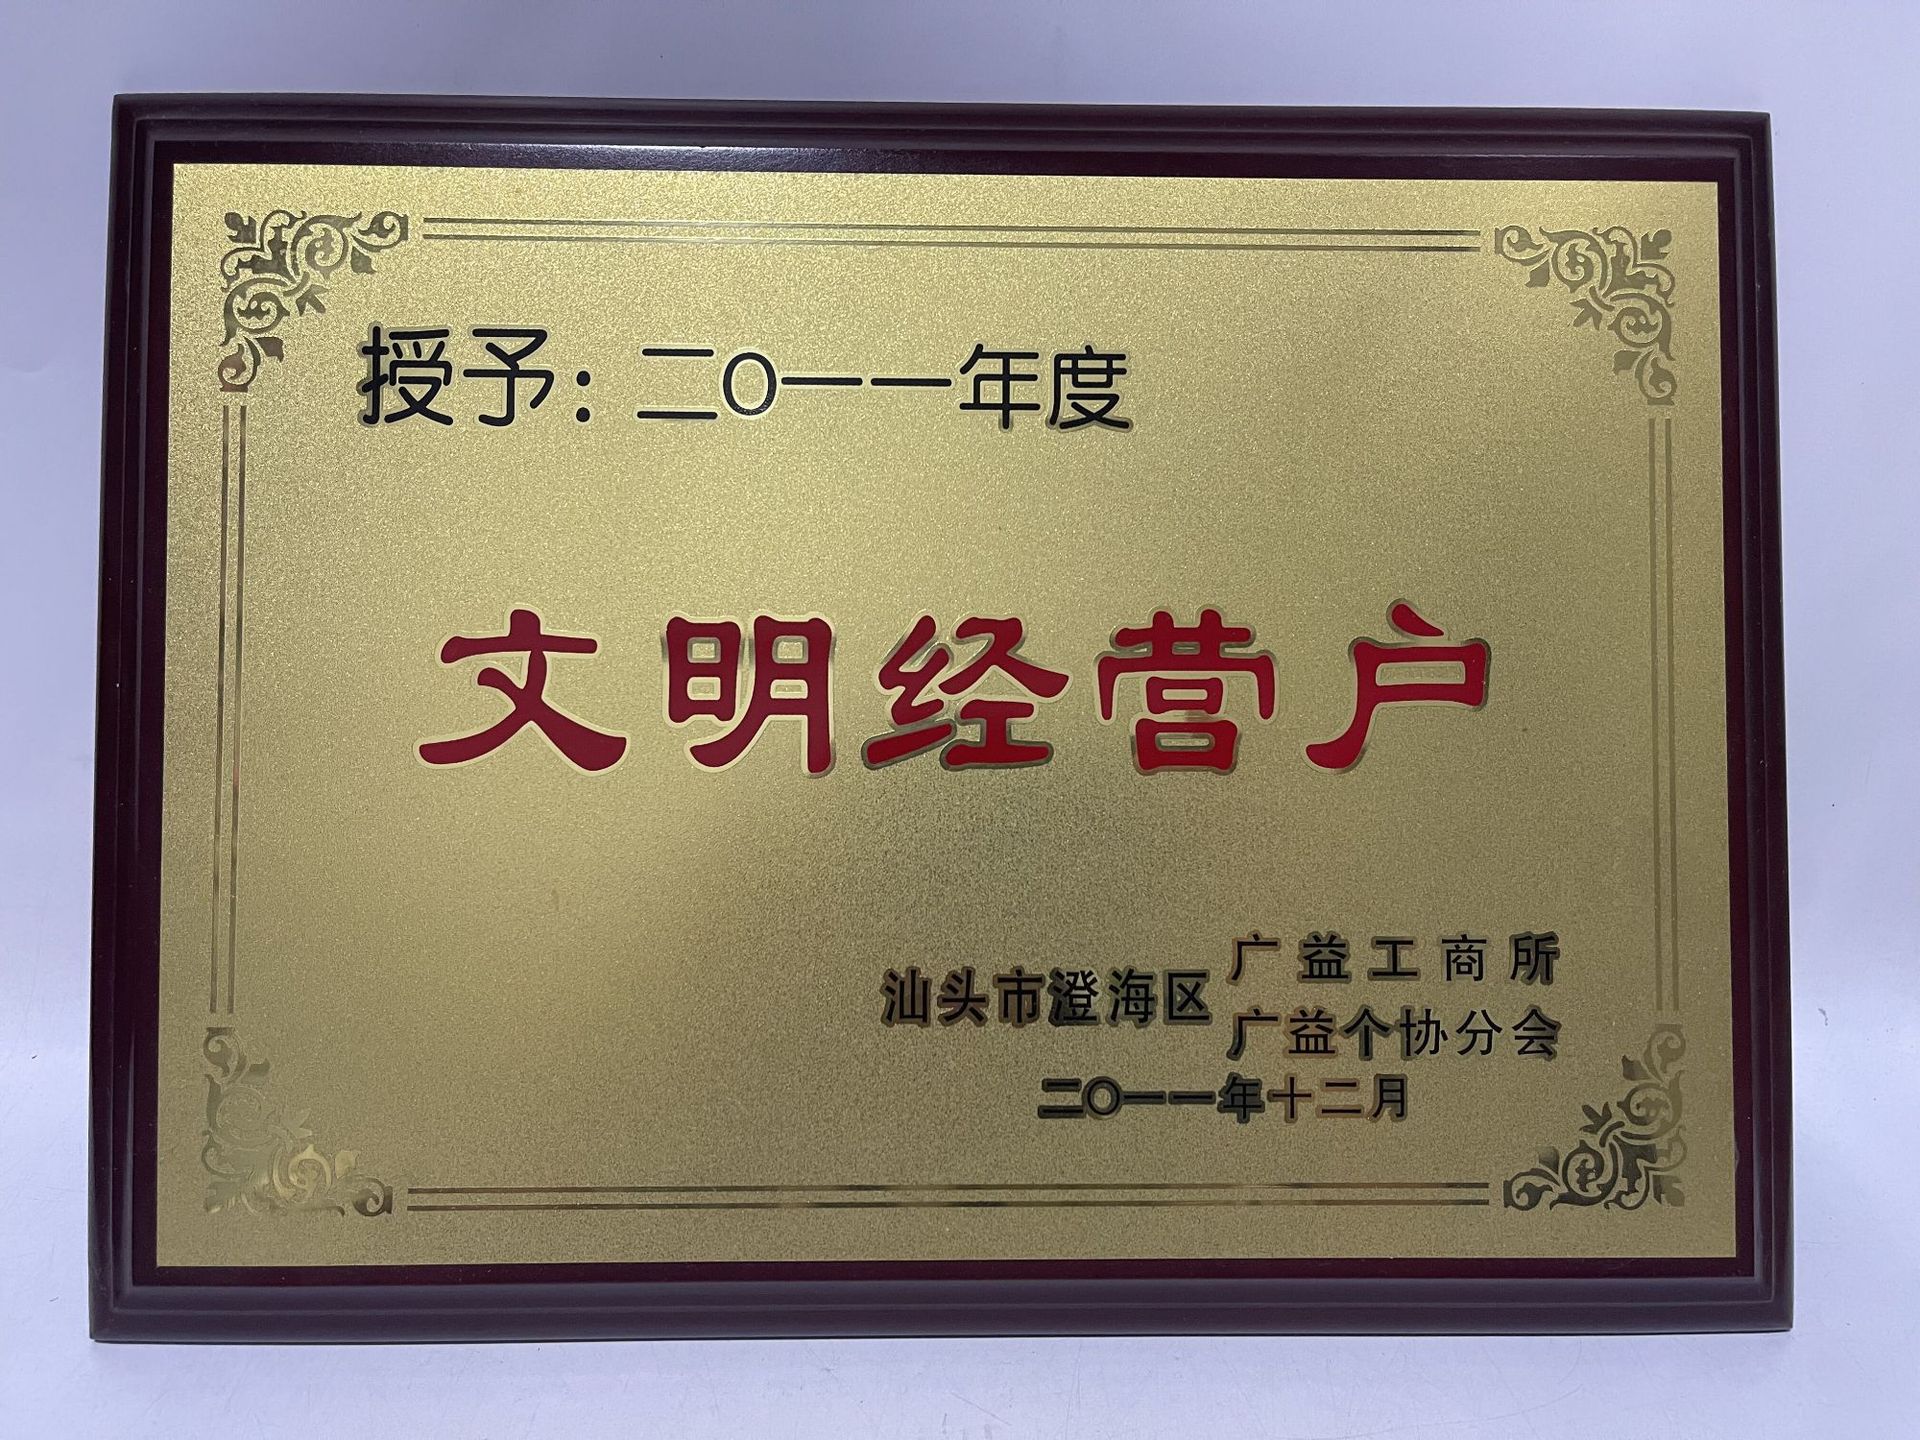 授予：二〇一一年度
文明经营户
汕头市澄海区
广益工商所
广益个协分会
二〇一一年十二月